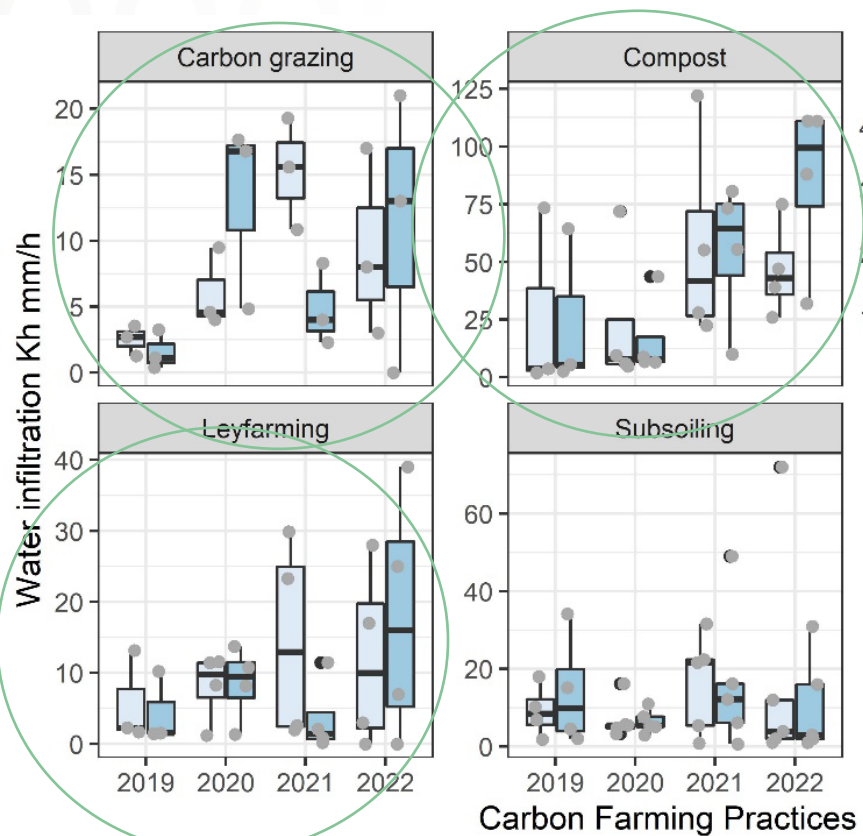 Carbon grazing
Compost
20
15
10
5
0
125
100
75
50
25
0
Water infiltration Kh mm/h
Leyfarming
Subsoiling
40
30
20
10
0
60
40
20
0
2019 2020 2021 2022
2019 2020 2021 2022
Carbon Farming Practices